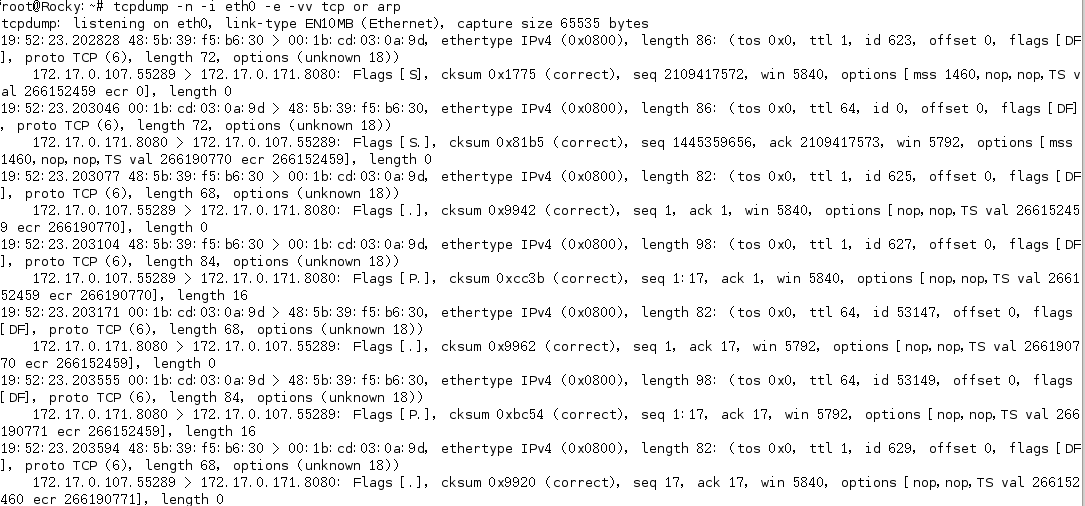 root@Rocky:~# tcpdump -n -i eth0 -e -vv tcp or arp
tcpdump: listening on eth0, link-type EN10MB (Ethernet), capture size 65535 bytes
19:52:23.202828 48:5b:39:f5:b6:30 > 00:1b:cd:03:0a:9d, ethertype IPv4 (0x0800), length 86: (tos 0x0, ttl 1, id 623, offset 0, flags [DF
], proto TCP (6), length 72, options (unknown 18))
    172.17.0.107.55289 > 172.17.0.171.8080: Flags [S], cksum 0x1775 (correct), seq 2109417572, win 5840, options [mss 1460,nop,nop,TS v
al 266152459 ecr 0], length 0
19:52:23.203046 00:1b:cd:03:0a:9d > 48:5b:39:f5:b6:30, ethertype IPv4 (0x0800), length 86: (tos 0x0, ttl 64, id 0, offset 0, flags [DF]
, proto TCP (6), length 72, options (unknown 18))
    172.17.0.171.8080 > 172.17.0.107.55289: Flags [S.], cksum 0x81b5 (correct), seq 1445359656, ack 2109417573, win 5792, options [mss
1460,nop,nop,TS val 266190770 ecr 266152459], length 0
19:52:23.203077 48:5b:39:f5:b6:30 > 00:1b:cd:03:0a:9d, ethertype IPv4 (0x0800), length 82: (tos 0x0, ttl 1, id 625, offset 0, flags [DF
], proto TCP (6), length 68, options (unknown 18))
    172.17.0.107.55289 > 172.17.0.171.8080: Flags [.], cksum 0x9942 (correct), seq 1, ack 1, win 5840, options [nop,nop,TS val 26615245
9 ecr 266190770], length 0
19:52:23.203104 48:5b:39:f5:b6:30 > 00:1b:cd:03:0a:9d, ethertype IPv4 (0x0800), length 98: (tos 0x0, ttl 1, id 627, offset 0, flags [DF
], proto TCP (6), length 84, options (unknown 18))
    172.17.0.107.55289 > 172.17.0.171.8080: Flags [P.], cksum 0xcc3b (correct), seq 1:17, ack 1, win 5840, options [nop,nop,TS val 2661
52459 ecr 266190770], length 16
19:52:23.203171 00:1b:cd:03:0a:9d > 48:5b:39:f5:b6:30, ethertype IPv4 (0x0800), length 82: (tos 0x0, ttl 64, id 53147, offset 0, flags
[DF], proto TCP (6), length 68, options (unknown 18))
    172.17.0.171.8080 > 172.17.0.107.55289: Flags [.], cksum 0x9962 (correct), seq 1, ack 17, win 5792, options [nop,nop,TS val 2661907
70 ecr 266152459], length 0
19:52:23.203555 00:1b:cd:03:0a:9d > 48:5b:39:f5:b6:30, ethertype IPv4 (0x0800), length 98: (tos 0x0, ttl 64, id 53149, offset 0, flags
[DF], proto TCP (6), length 84, options (unknown 18))
    172.17.0.171.8080 > 172.17.0.107.55289: Flags [P.], cksum 0xbc54 (correct), seq 1:17, ack 17, win 5792, options [nop,nop,TS val 266
190771 ecr 266152459], length 16
19:52:23.203594 48:5b:39:f5:b6:30 > 00:1b:cd:03:0a:9d, ethertype IPv4 (0x0800), length 82: (tos 0x0, ttl 1, id 629, offset 0, flags [DF
], proto TCP (6), length 68, options (unknown 18))
    172.17.0.107.55289 > 172.17.0.171.8080: Flags [.], cksum 0x9920 (correct), seq 17, ack 17, win 5840, options [nop,nop,TS val 266152
460 ecr 266190771], length 0